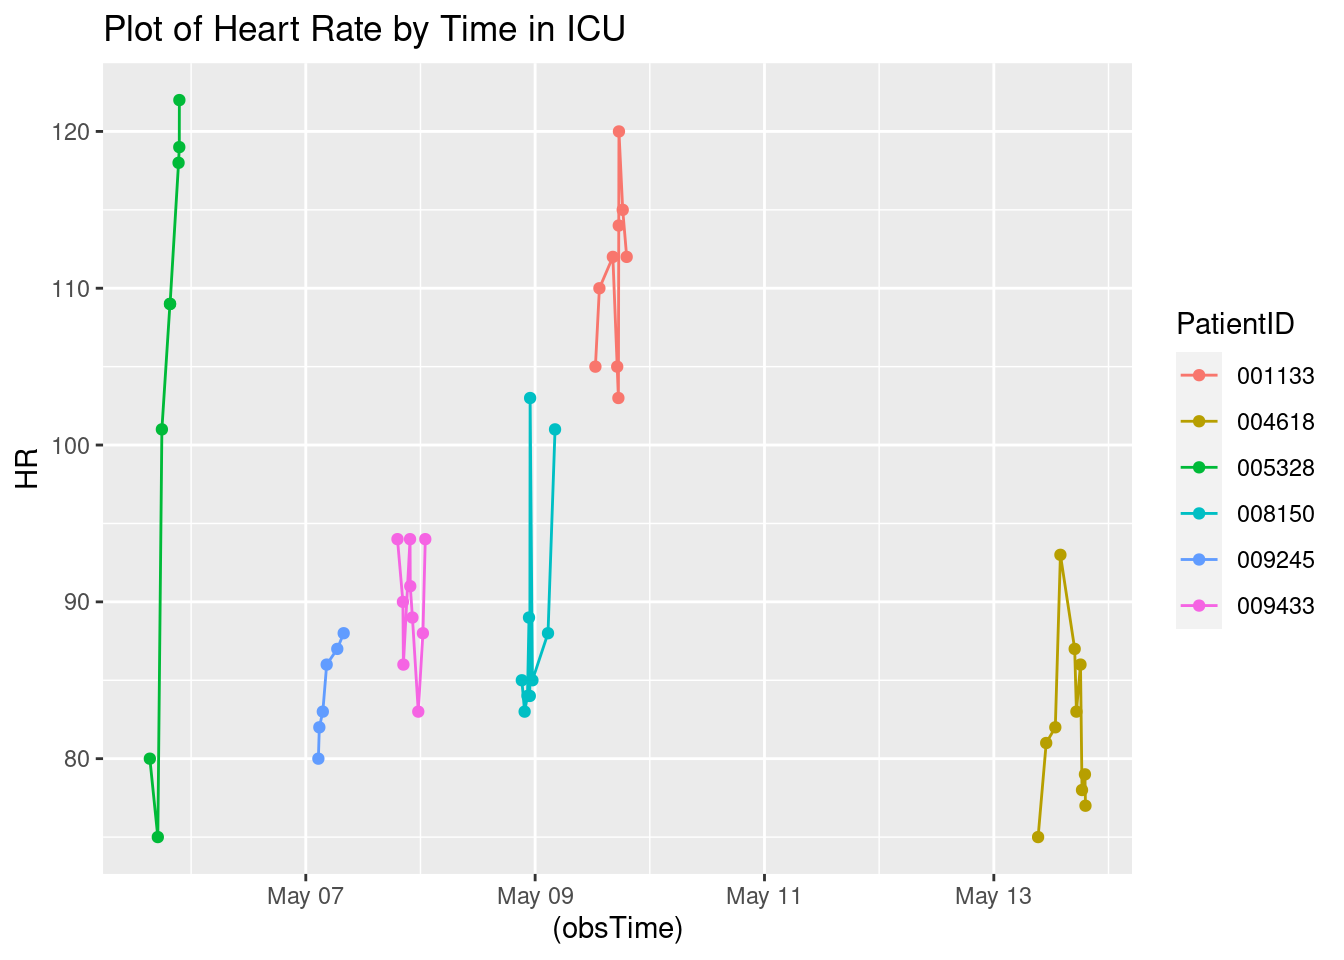 Plot of Heart Rate by Time in ICU
120
110
100
90
80
HR
May 07
May 09
May 11
May 13
(obsTime)
PatientID
001133
004618
005328
008150
009245
009433